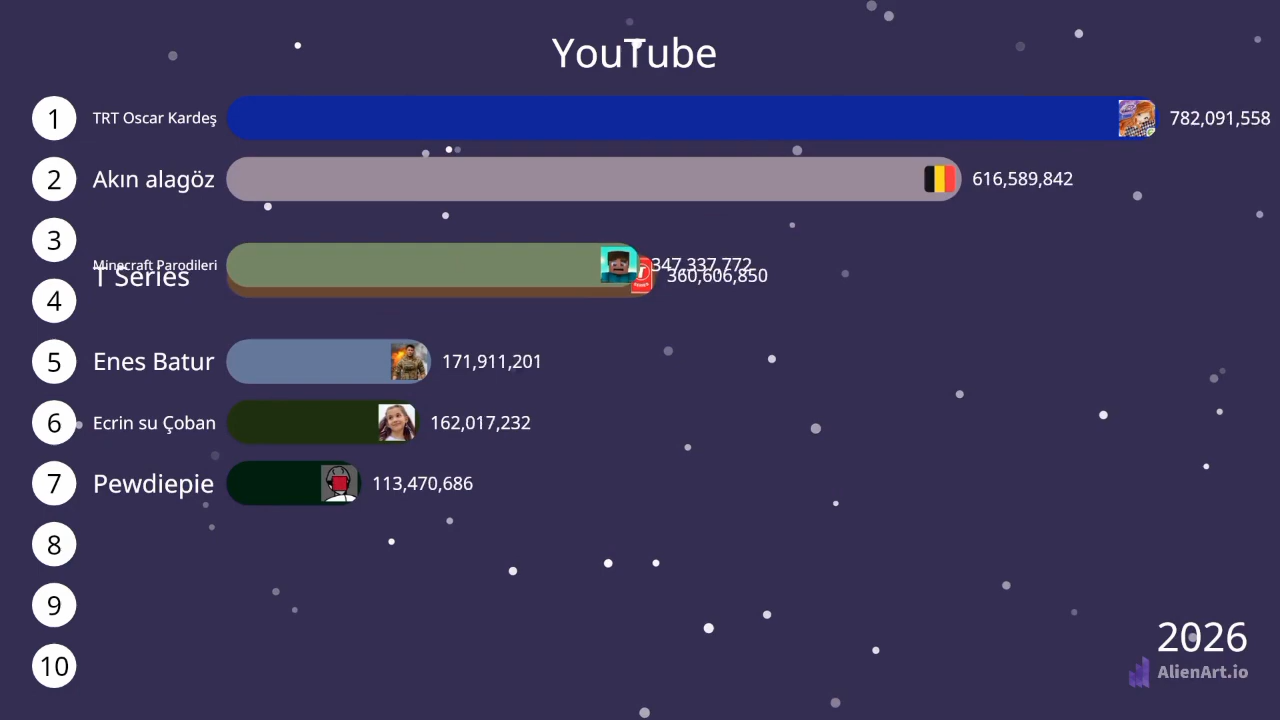 YouTube
1 TRT Oscar Kardeş 782,091,558
2 Akın alagöz 616,589,842
3
Minecraft Parodileri 347,337,772
T Series 360,606,850
4
5 Enes Batur 171,911,201
6 Ecrin su Çoban 162,017,232
7 Pewdiepie 113,470,686
8
9
10
2026
AlienArt.io